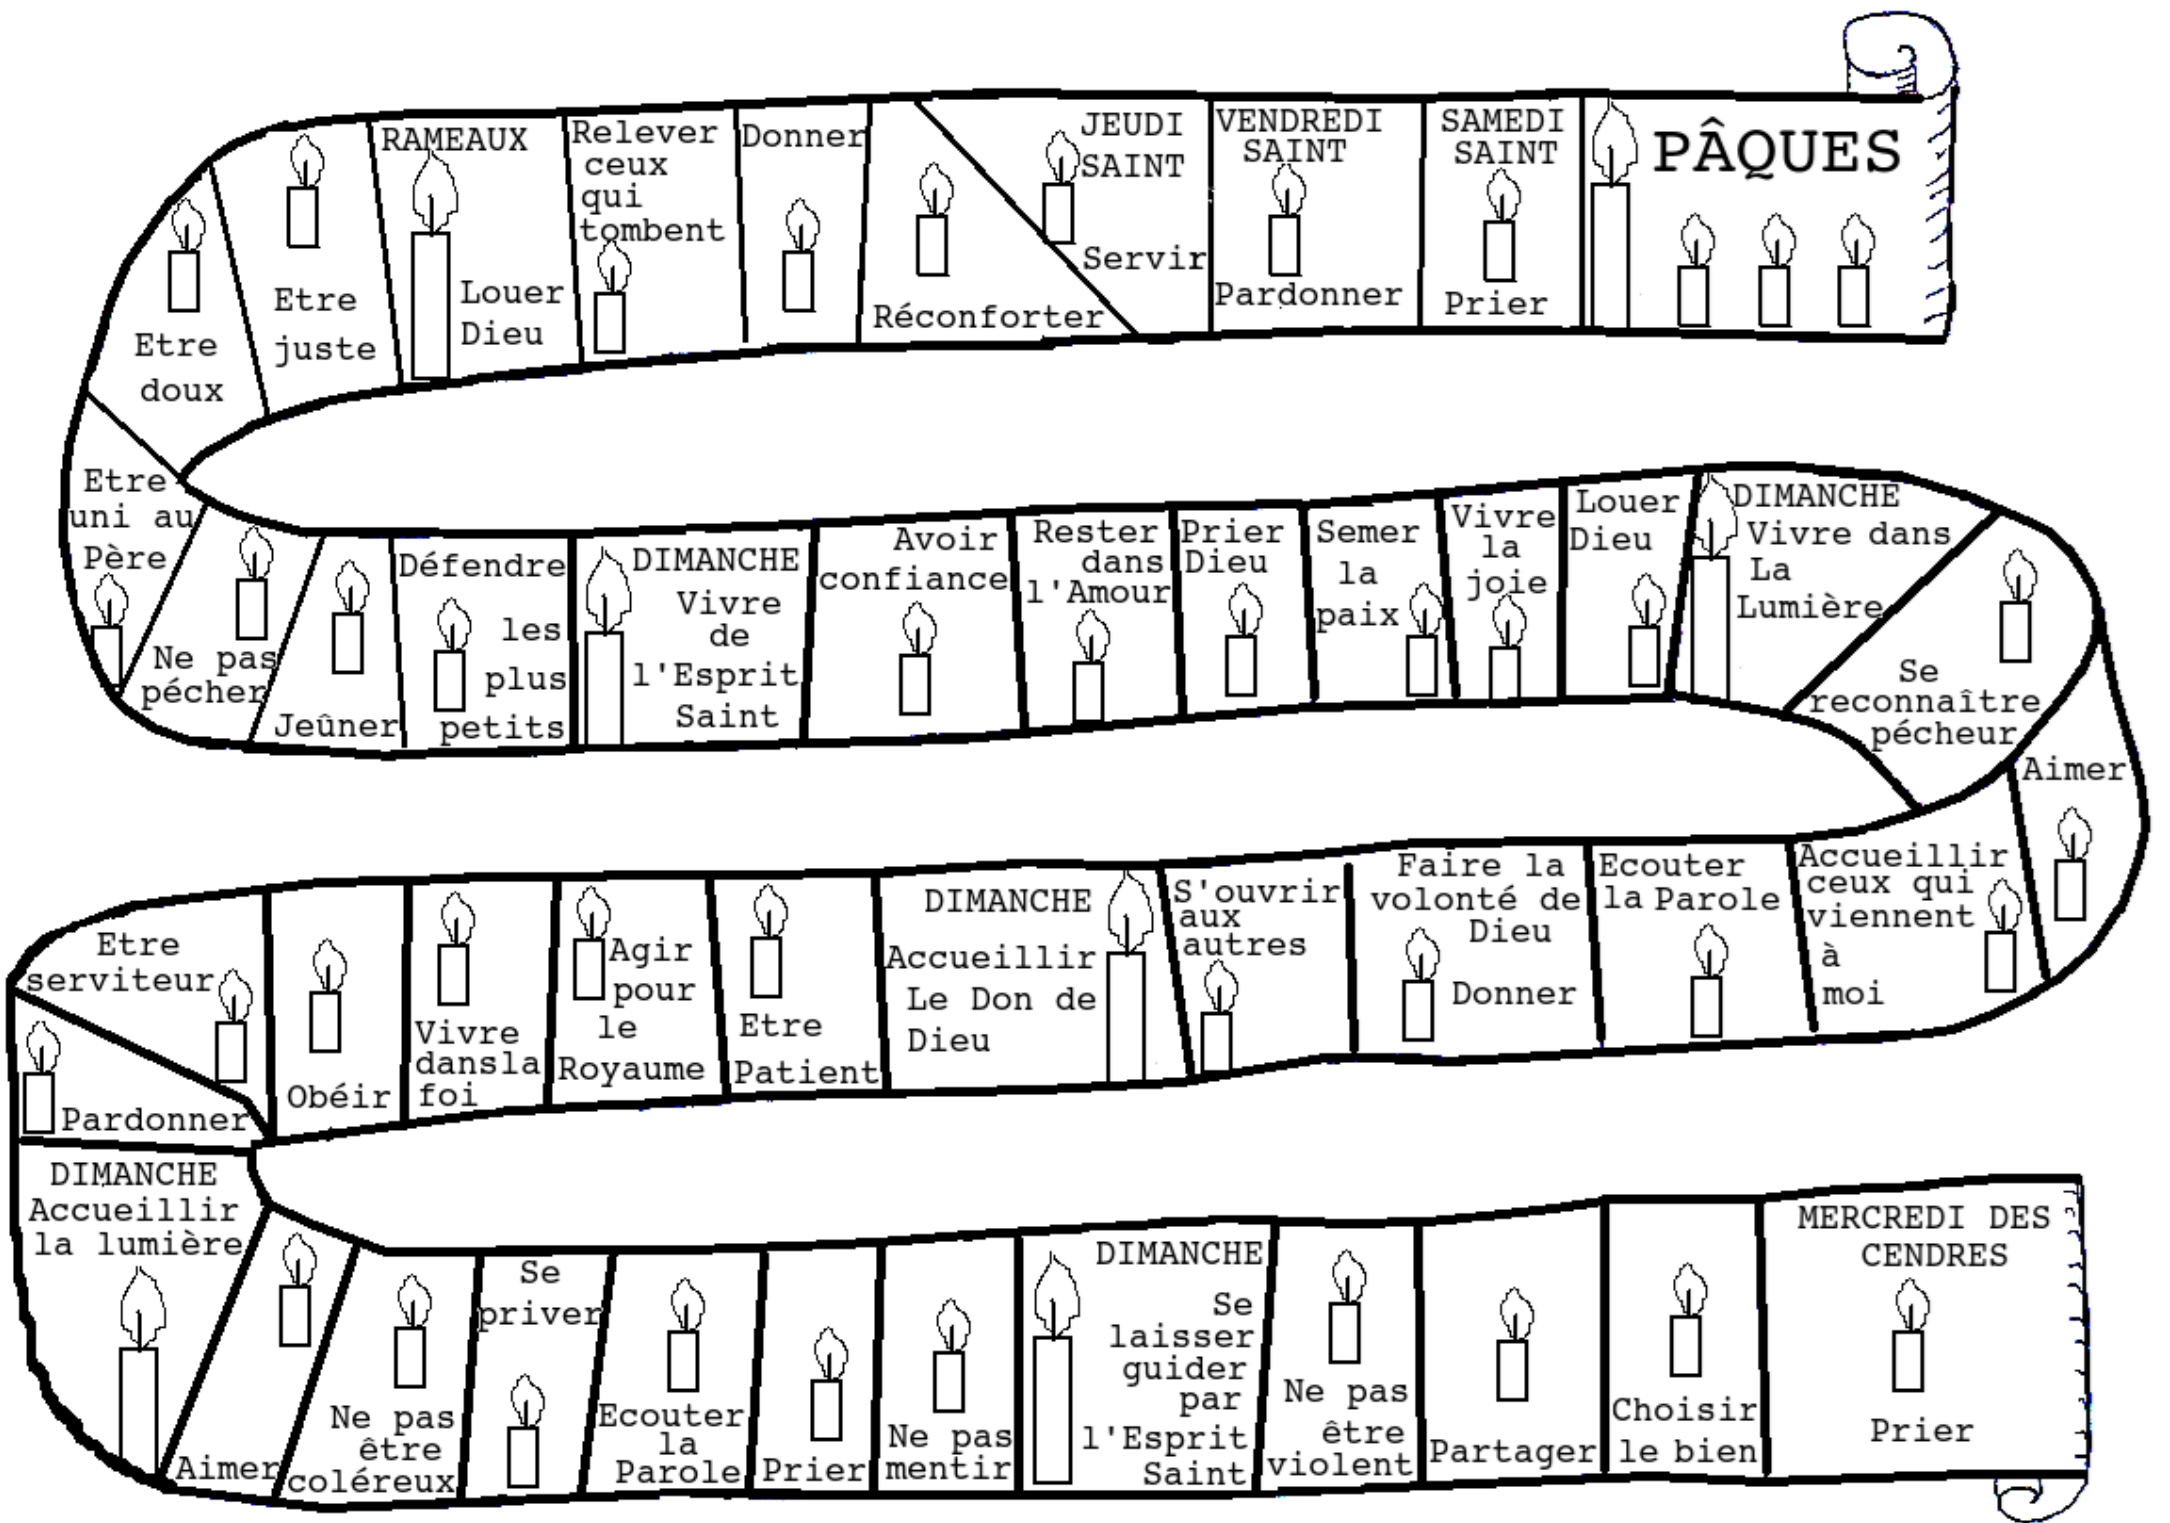 RAMEAUX
Louer
Dieu
Relever
ceux
qui
tombent
Donner
Réconforter
JEUDI
SAINT
Servir
VENDREDI
SAINT
Pardonner
SAMEDI
SAINT
Prier
PÂQUES
Etre
juste
Etre
doux
Etre
uni au
Père
Ne pas
pécher
Jeûner
Défendre
les
plus
petits
DIMANCHE
Vivre
de
l'Esprit
Saint
Avoir
confiance
Rester
dans
l'Amour
Prier
Dieu
Semer
la
paix
Vivre
la
joie
Louer
Dieu
DIMANCHE
Vivre dans
La
Lumière
Se
reconnaître
pécheur
Aimer
Etre
serviteur
Pardonner
Obéir
Vivre
dansla
foi
Agir
pour
le
Royaume
Etre
Patient
DIMANCHE
Accueillir
Le Don de
Dieu
S'ouvrir
aux
autres
Faire la
volonté de
Dieu
Donner
Ecouter
la Parole
Accueillir
ceux qui
viennent
à
moi
DIMANCHE
Accueillir
la lumière
Aimer
Ne pas
être
coléreux
Se
priver
Ecouter
la
Parole
Prier
Ne pas
mentir
DIMANCHE
Se
laisser
guider
par
l'Esprit
Saint
Ne pas
être
violent
Partager
Choisir
le bien
MERCREDI DES
CENDRES
Prier